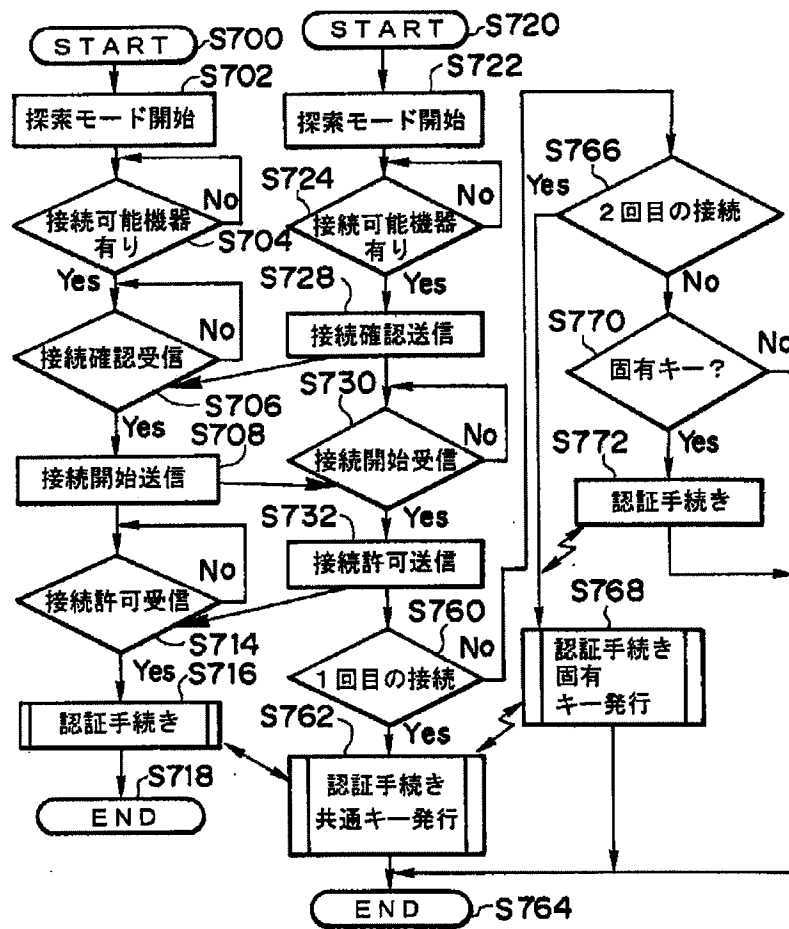 START
S700
S702
探索モード開始
No
接続可能機器
有り
S704
Yes
No
接続確認受信
S706
Yes
S708
接続開始送信
No
接続許可受信
S714
Yes
S716
認証手続き
S718
END
START
S720
S722
探索モード開始
S724
No
接続可能機器
有り
S728
Yes
接続確認送信
S730
No
接続開始受信
S732
Yes
接続許可送信
S760
No
1回目の接続
S762
Yes
認証手続き
共通キー発行
END
S764
S766
Yes
2回目の接続
No
S770
No
固有キー?
S772
Yes
認証手続き
S768
認証手続き
固有
キー発行